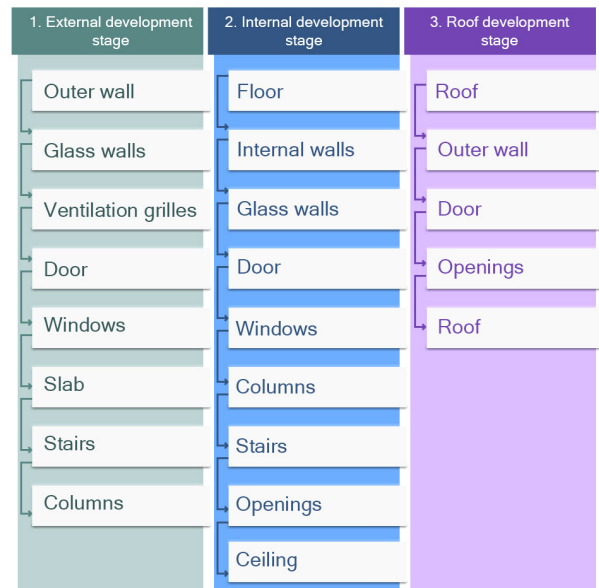 1. External development
stage
Outer wall
Glass walls
Ventilation grilles
Door
Windows
Slab
Stairs
Columns
2. Internal development
stage
Floor
Internal walls
Glass walls
Door
Windows
Columns
Stairs
Openings
Ceiling
3. Roof development
stage
Roof
Outer wall
Door
Openings
Roof